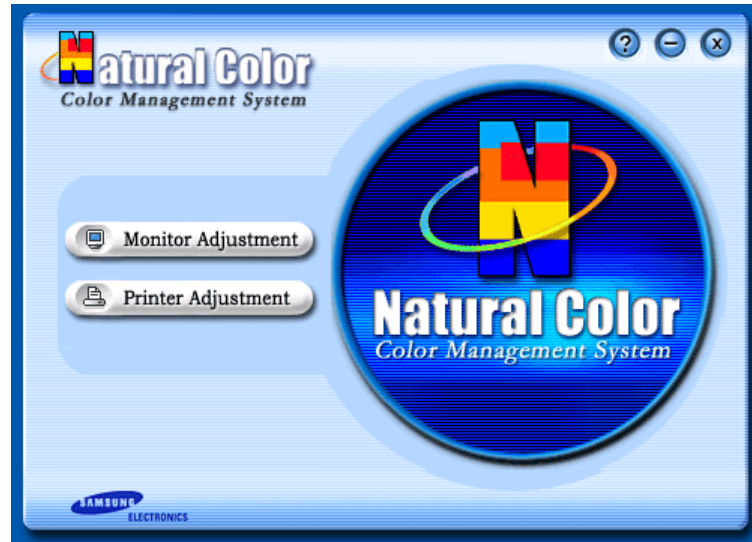 Natural Color
Color Management System
? − x
Monitor Adjustment
Printer Adjustment
N
Natural Color
Color Management System
SAMSUNG
ELECTRONICS